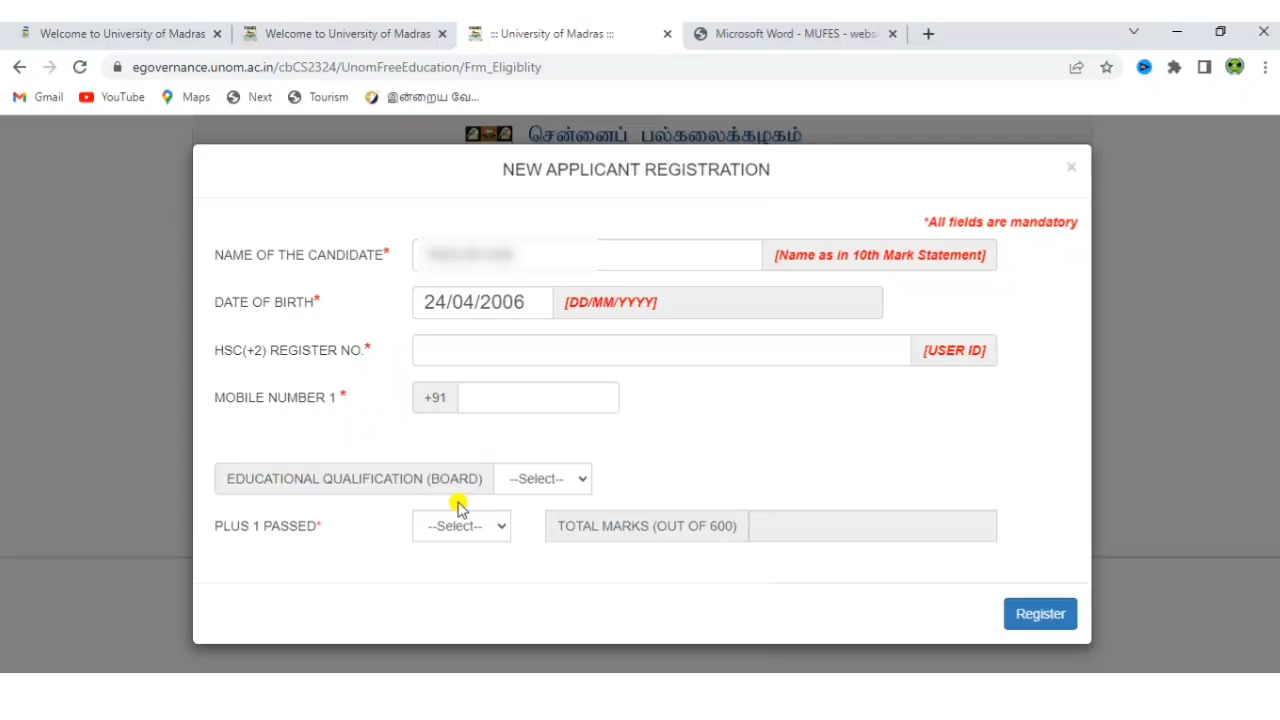 Welcome to University of Madras
Welcome to University of Madras
::: University of Madras :::
Microsoft Word - MUFES - webs
egovernance.unom.ac.in/cbCS2324/UnomFreeEducation/Frm_Eligiblity
Gmail YouTube Maps Next Tourism இன்றைய வே...
சென்னைப் பல்கலைக்கழகம்
NEW APPLICANT REGISTRATION ×
*All fields are mandatory
NAME OF THE CANDIDATE* [Name as in 10th Mark Statement]
DATE OF BIRTH* 24/04/2006 [DD/MM/YYYY]
HSC(+2) REGISTER NO.* [USER ID]
MOBILE NUMBER 1 * +91
EDUCATIONAL QUALIFICATION (BOARD) --Select--
PLUS 1 PASSED* --Select-- TOTAL MARKS (OUT OF 600)
Register